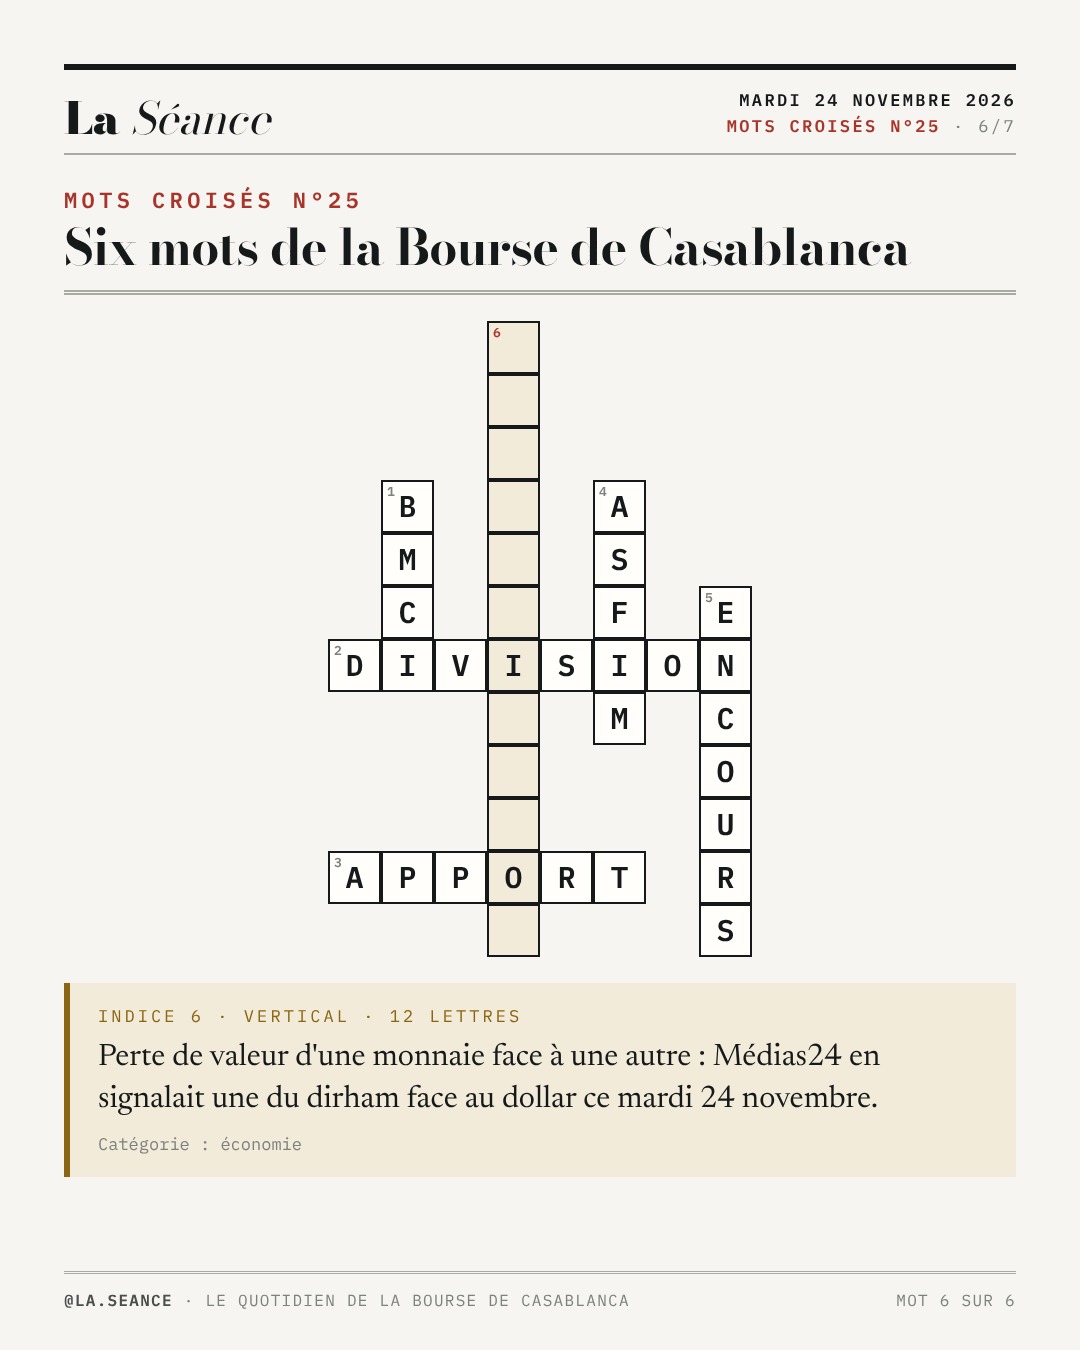 La Séance
MARDI 24 NOVEMBRE 2026
MOTS CROISÉS N°25 · 6/7
MOTS CROISÉS N°25
Six mots de la Bourse de Casablanca
6
1 B 4 A
M S
C F 5 E
2 D I V I S I O N
M C
O
U
3 A P P O R T R
S
INDICE 6 · VERTICAL · 12 LETTRES
Perte de valeur d'une monnaie face à une autre : Médias24 en
signalait une du dirham face au dollar ce mardi 24 novembre.
Catégorie : économie
@LA.SEANCE · LE QUOTIDIEN DE LA BOURSE DE CASABLANCA
MOT 6 SUR 6